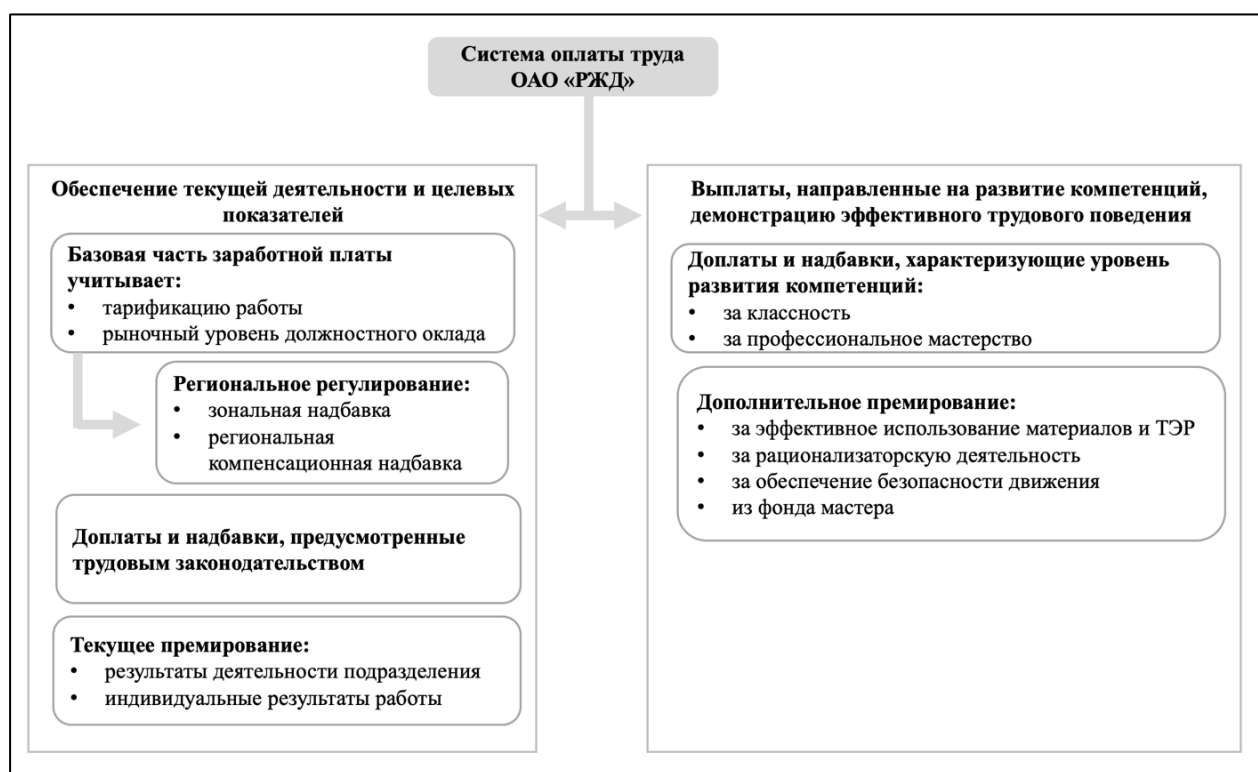 Система оплаты труда
ОАО «РЖД»
Обеспечение текущей деятельности и целевых
показателей
Базовая часть заработной платы
учитывает:
• тарификацию работы
• рыночный уровень должностного оклада
Региональное регулирование:
• зональная надбавка
• региональная
компенсационная надбавка
Доплаты и надбавки, предусмотренные
трудовым законодательством
Текущее премирование:
• результаты деятельности подразделения
• индивидуальные результаты работы
Выплаты, направленные на развитие компетенций,
демонстрацию эффективного трудового поведения
Доплаты и надбавки, характеризующие уровень
развития компетенций:
• за классность
• за профессиональное мастерство
Дополнительное премирование:
• за эффективное использование материалов и ТЭР
• за рационализаторскую деятельность
• за обеспечение безопасности движения
• из фонда мастера